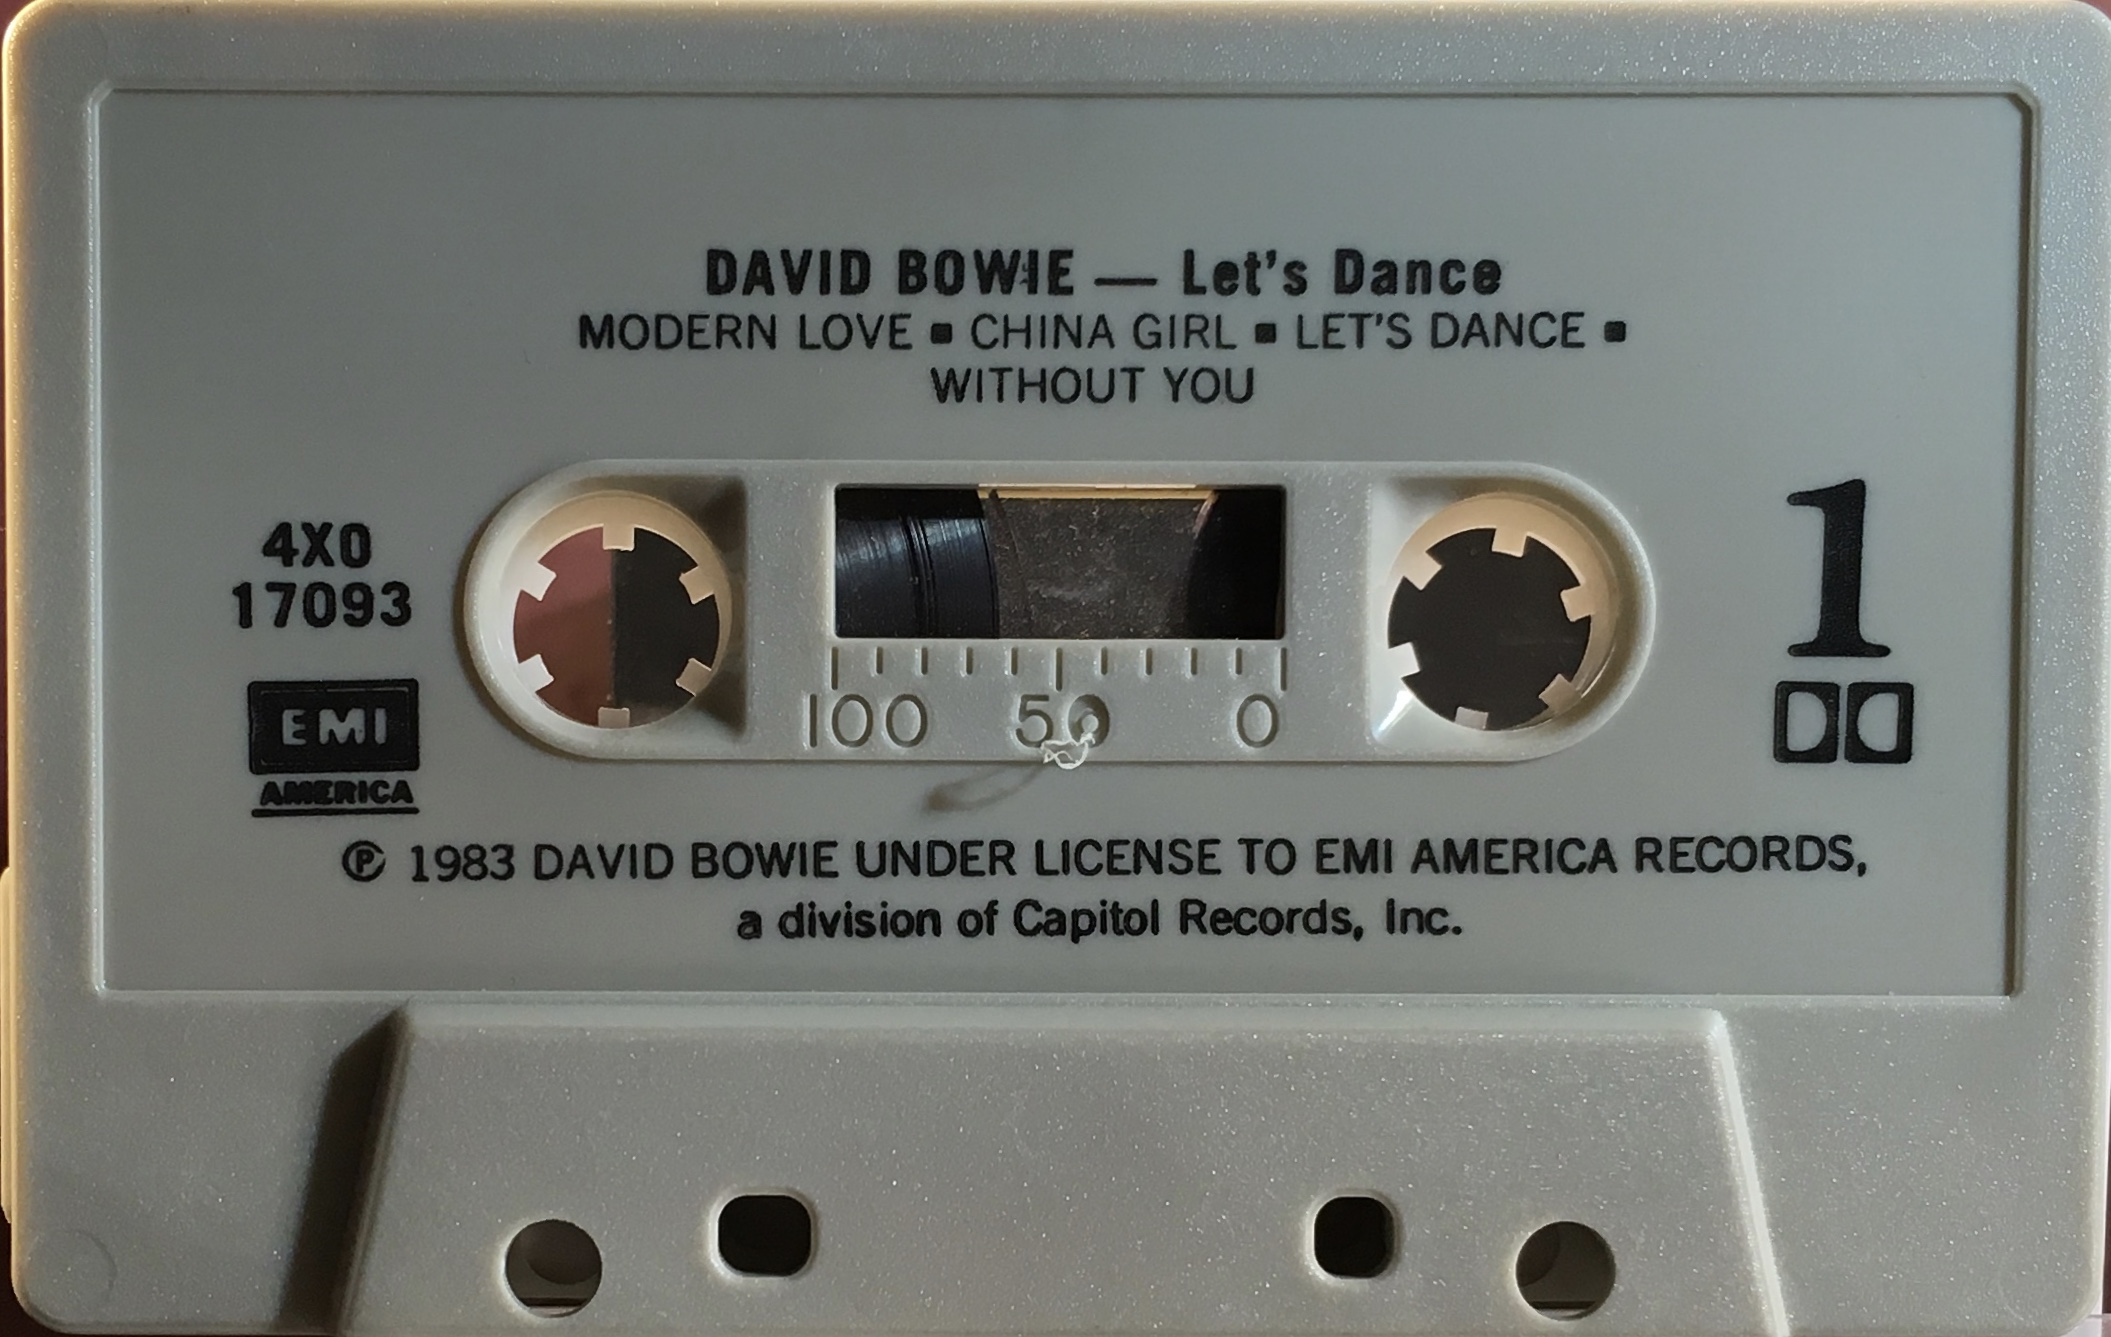 DAVID BOWIE — Let's Dance
MODERN LOVE ▪ CHINA GIRL ▪ LET'S DANCE ▪
WITHOUT YOU
4X0
17093
EMI
AMERICA
100 50 0
1
℗ 1983 DAVID BOWIE UNDER LICENSE TO EMI AMERICA RECORDS,
a division of Capitol Records, Inc.